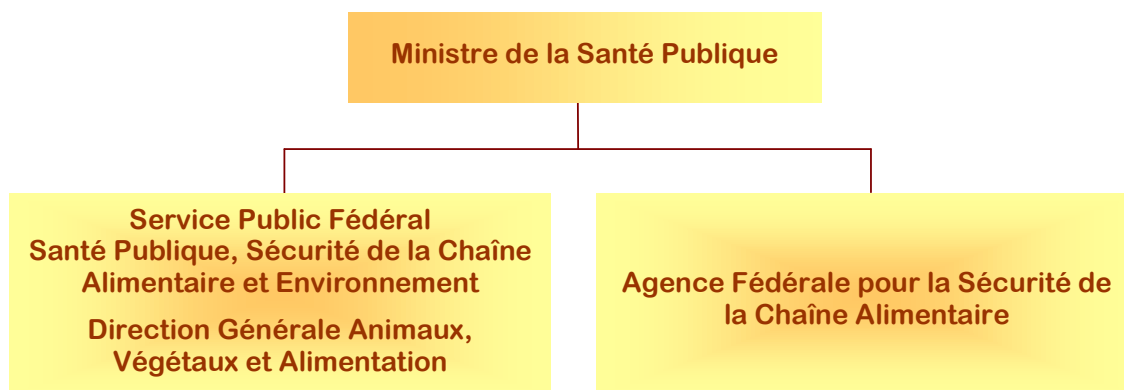 Ministre de la Santé Publique
Service Public Fédéral
Santé Publique, Sécurité de la Chaîne
Alimentaire et Environnement
Direction Générale Animaux,
Végétaux et Alimentation
Agence Fédérale pour la Sécurité de
la Chaîne Alimentaire